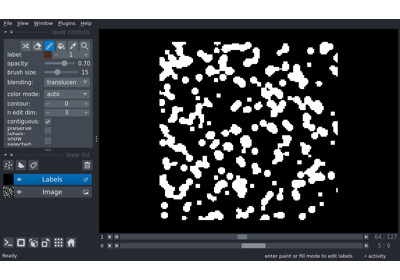 File View Window Plugins Help
layer controls
label: 1
opacity: 0.70
brush size: 15
blending: translucen
color mode: auto
contour: 0
n edit dim: 3
contiguous:
preserve labels:
show selected:
layer list
Labels
Image
1 64 127
0 5 9
Ready enter paint or fill mode to edit labels activity